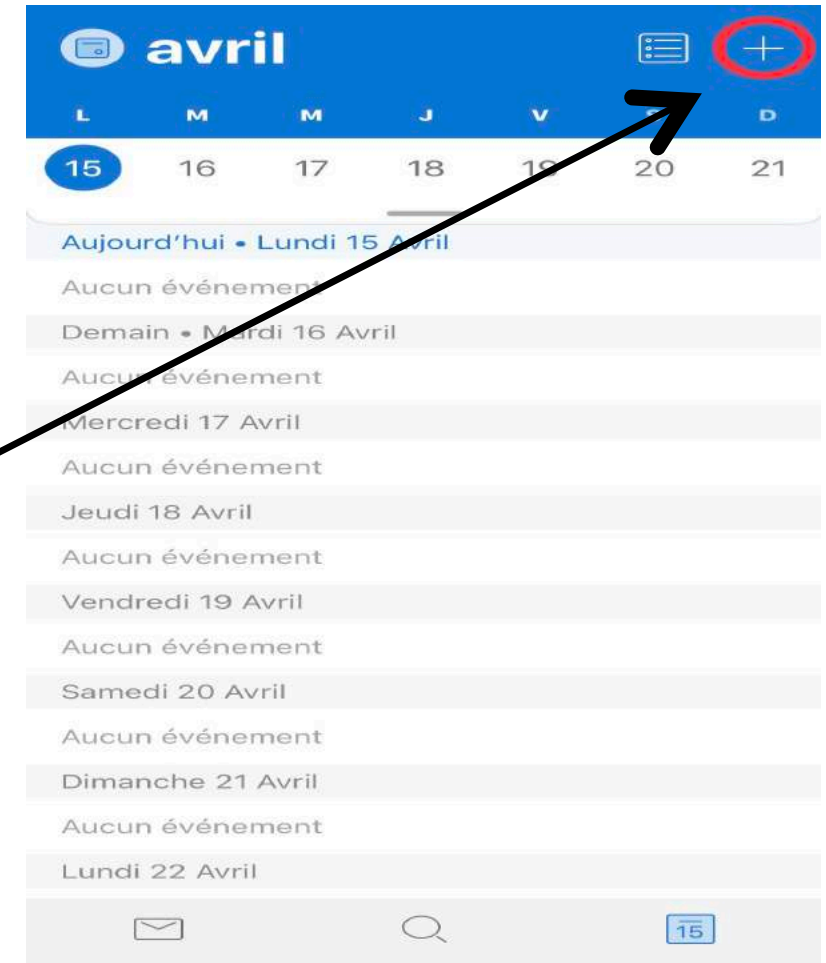 avril
L M M J V S D
15 16 17 18 19 20 21
Aujourd'hui • Lundi 15 Avril
Aucun événement
Demain • Mardi 16 Avril
Aucun événement
Mercredi 17 Avril
Aucun événement
Jeudi 18 Avril
Aucun événement
Vendredi 19 Avril
Aucun événement
Samedi 20 Avril
Aucun événement
Dimanche 21 Avril
Aucun événement
Lundi 22 Avril
15